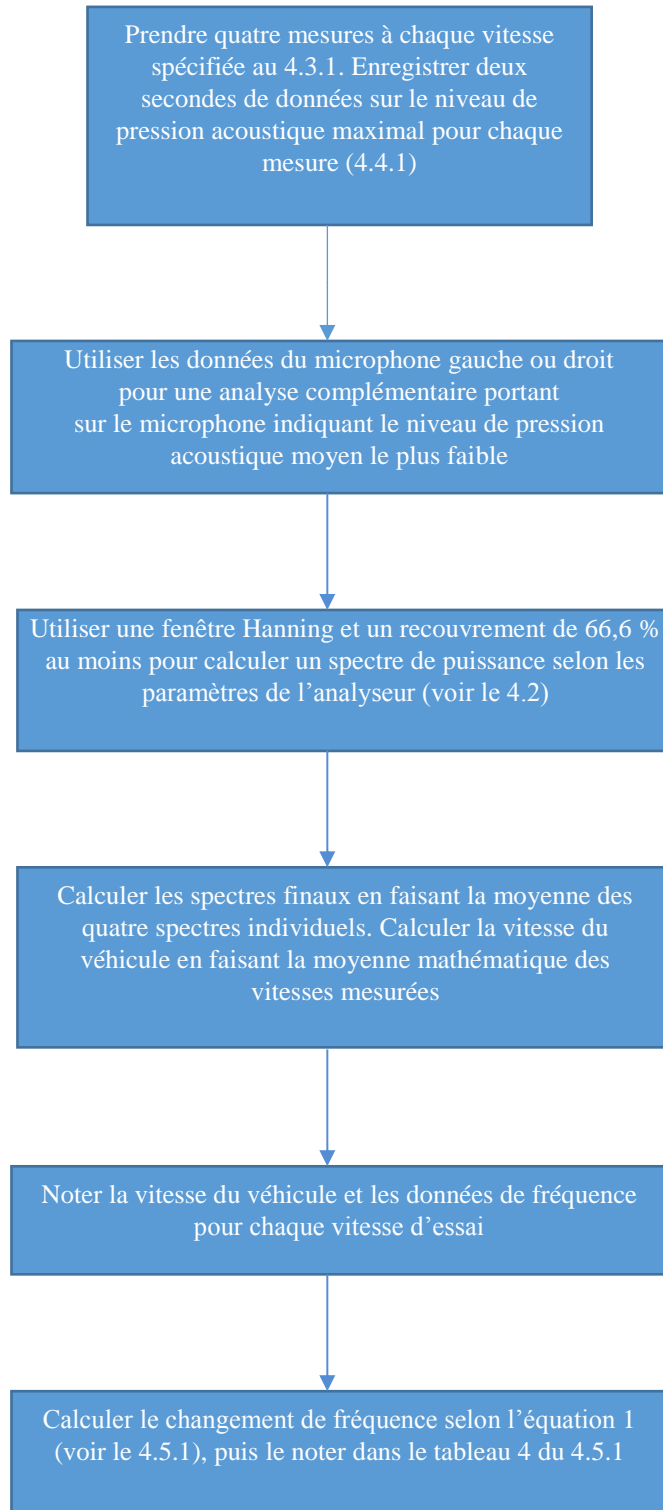 Prendre quatre mesures à chaque vitesse
spécifiée au 4.3.1. Enregistrer deux
secondes de données sur le niveau de
pression acoustique maximal pour chaque
mesure (4.4.1)
Utiliser les données du microphone gauche ou droit
pour une analyse complémentaire portant
sur le microphone indiquant le niveau de pression
acoustique moyen le plus faible
Utiliser une fenêtre Hanning et un recouvrement de 66,6 %
au moins pour calculer un spectre de puissance selon les
paramètres de l’analyseur (voir le 4.2)
Calculer les spectres finaux en faisant la moyenne des
quatre spectres individuels. Calculer la vitesse du
véhicule en faisant la moyenne mathématique des
vitesses mesurées
Noter la vitesse du véhicule et les données de fréquence
pour chaque vitesse d’essai
Calculer le changement de fréquence selon l’équation 1
(voir le 4.5.1), puis le noter dans le tableau 4 du 4.5.1